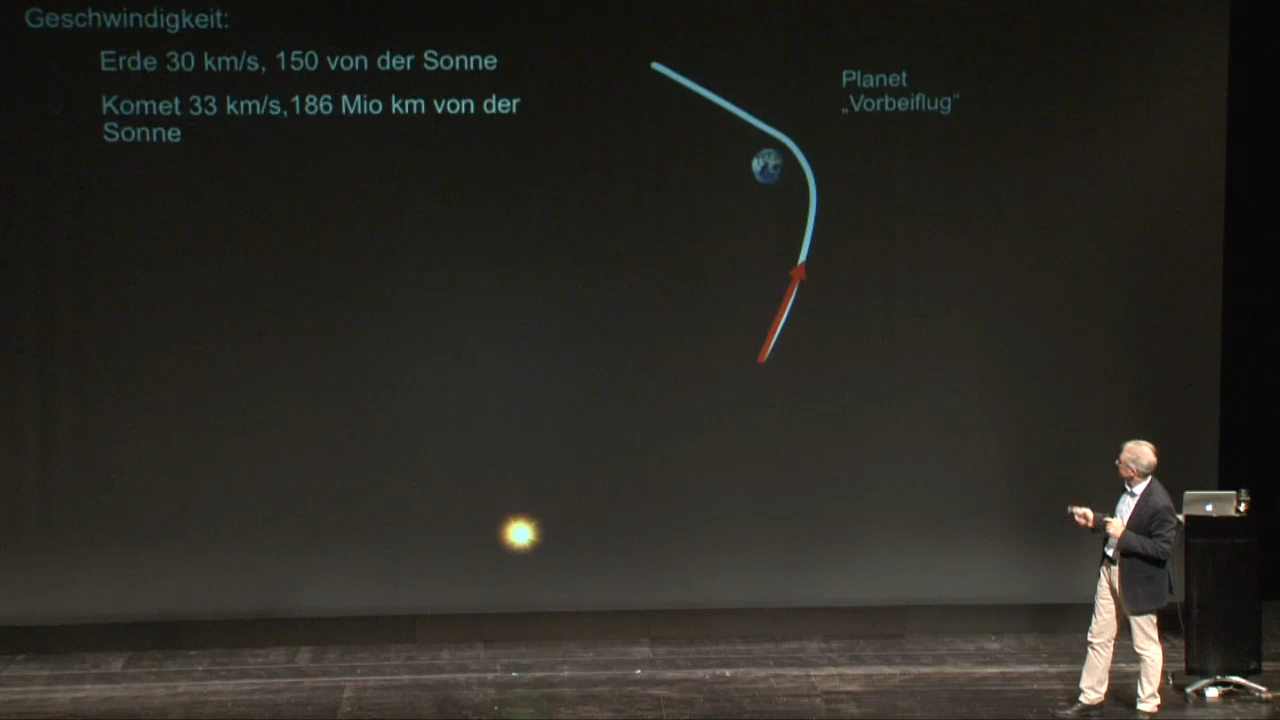 Geschwindigkeit:
Erde 30 km/s, 150 von der Sonne
Komet 33 km/s,186 Mio km von der
Sonne
Planet
„Vorbeiflug“